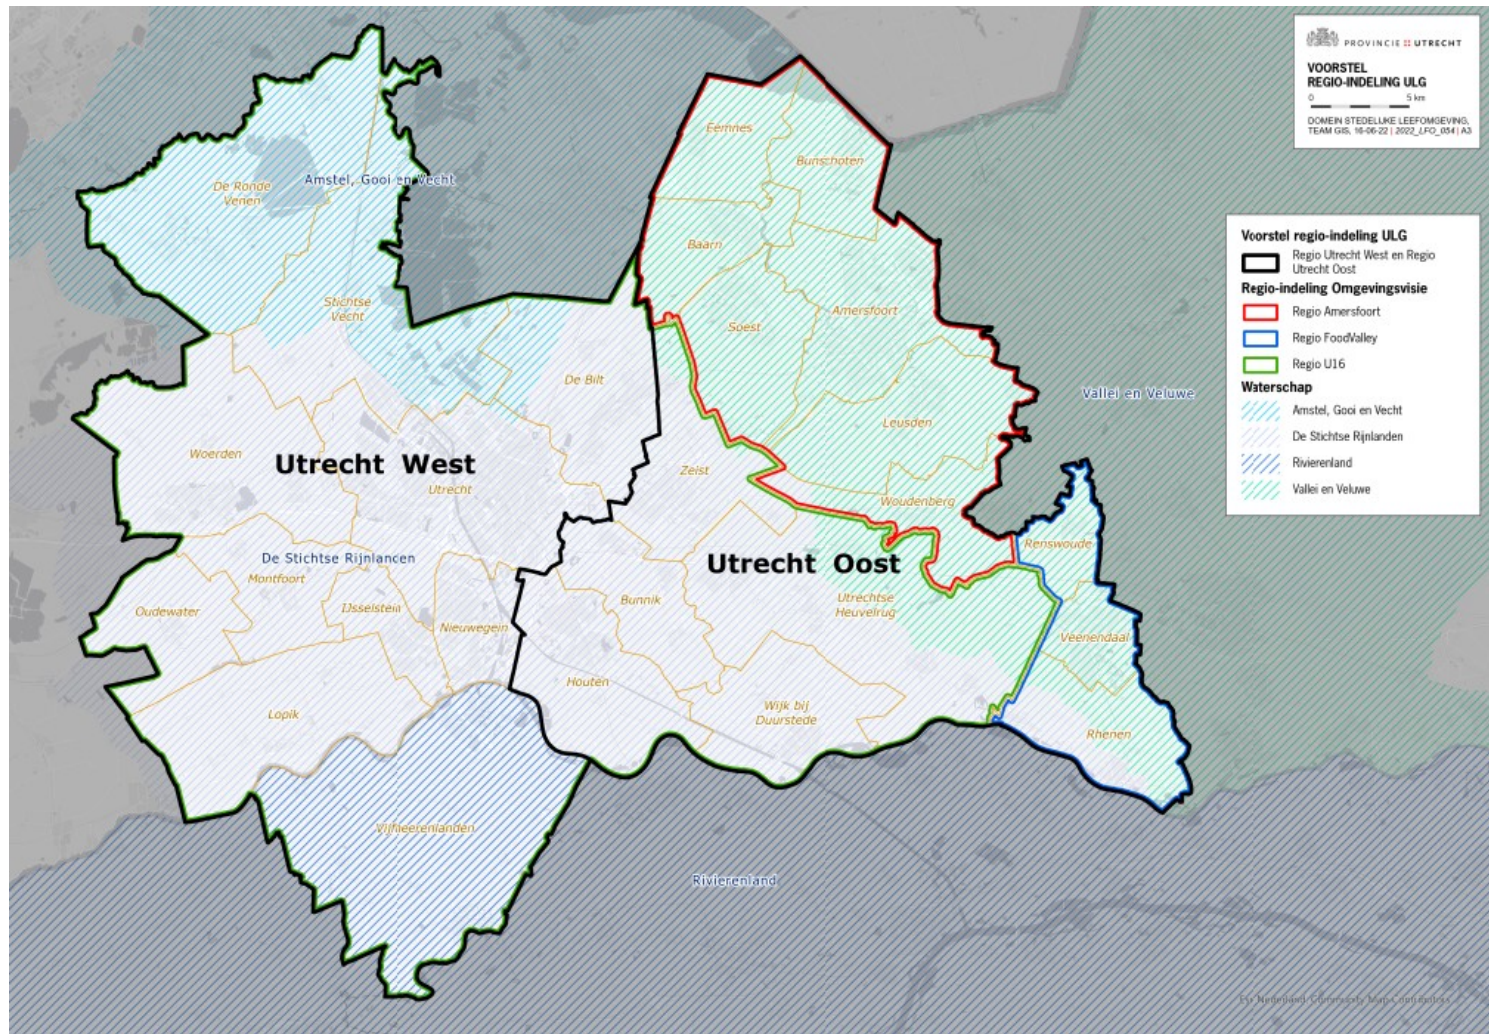 PROVINCIE UTRECHT
VOORSTEL
REGIO-INDELING ULG
0 5 km
DOMEIN STEDELIJKE LEEFOMGEVING,
TEAM GIS, 16-06-22 | 2022_LFO_054 | A3
Voorstel regio-indeling ULG
Regio Utrecht West en Regio
Utrecht Oost
Regio-indeling Omgevingsvisie
Regio Amersfoort
Regio FoodValley
Regio U16
Waterschap
Amstel, Gooi en Vecht
De Stichtse Rijnlanden
Rivierenland
Vallei en Veluwe
Eemnes
Bunschoten
De Ronde
Venen
Amstel, Gooi en Vecht
Baarn
Stichtse
Vecht
Soest
Amersfoort
De Bilt
Vallei en Veluwe
Leusden
Woerden
Utrecht West
Utrecht
Zeist
Woudenberg
De Stichtse Rijnlanden
Utrecht Oost
Renswoude
Montfoort
Oudewater
IJsselstein
Nieuwegein
Bunnik
Utrechtse
Heuvelrug
Veenendaal
Houten
Lopik
Wijk bij
Duurstede
Rhenen
Vijfheerenlanden
Rivierenland
Esri Nederland, Community Map Contributors